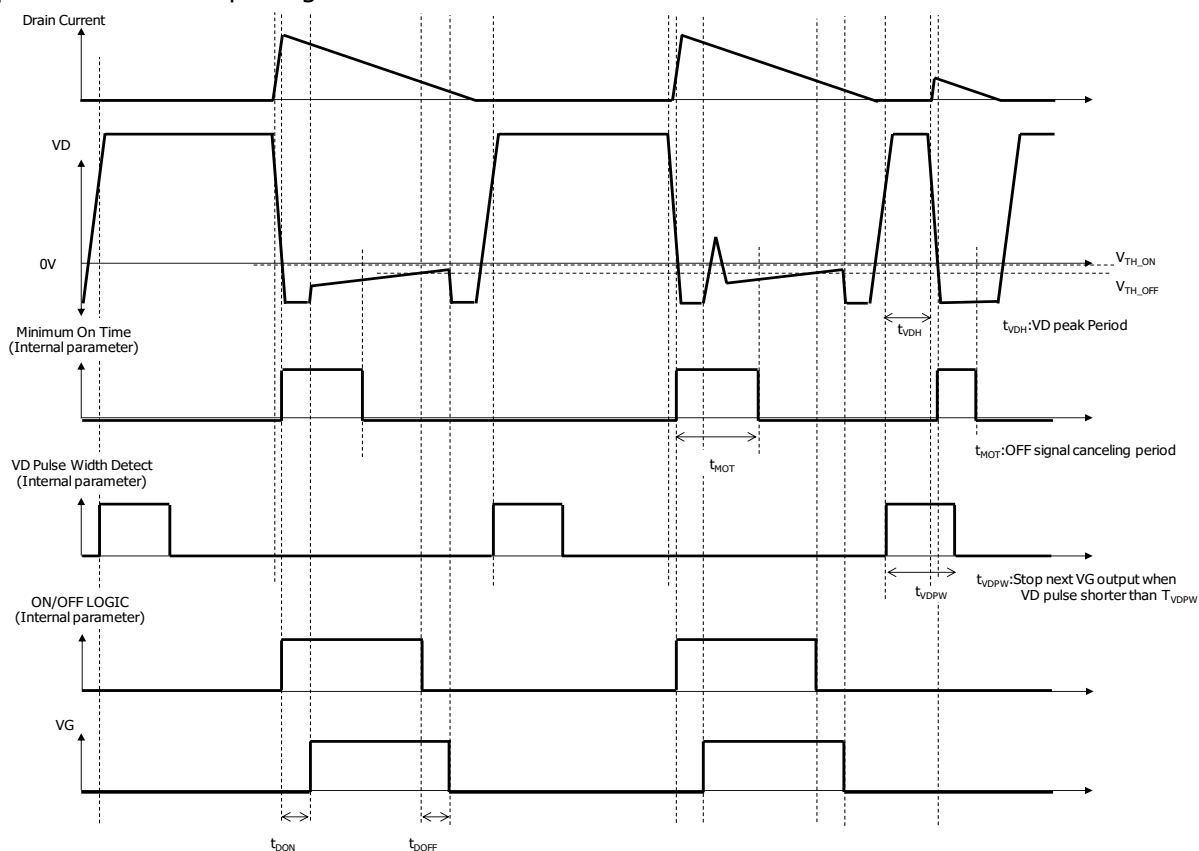 Drain Current
VD
0V
V_TH_ON
V_TH_OFF
t_VDH
t_VDH:VD peak Period
Minimum On Time
(Internal parameter)
t_MOT
t_MOT:OFF signal canceling period
VD Pulse Width Detect
(Internal parameter)
t_VDPW
t_VDPW:Stop next VG output when
VD pulse shorter than T_VDPW
ON/OFF LOGIC
(Internal parameter)
VG
t_DON
t_DOFF